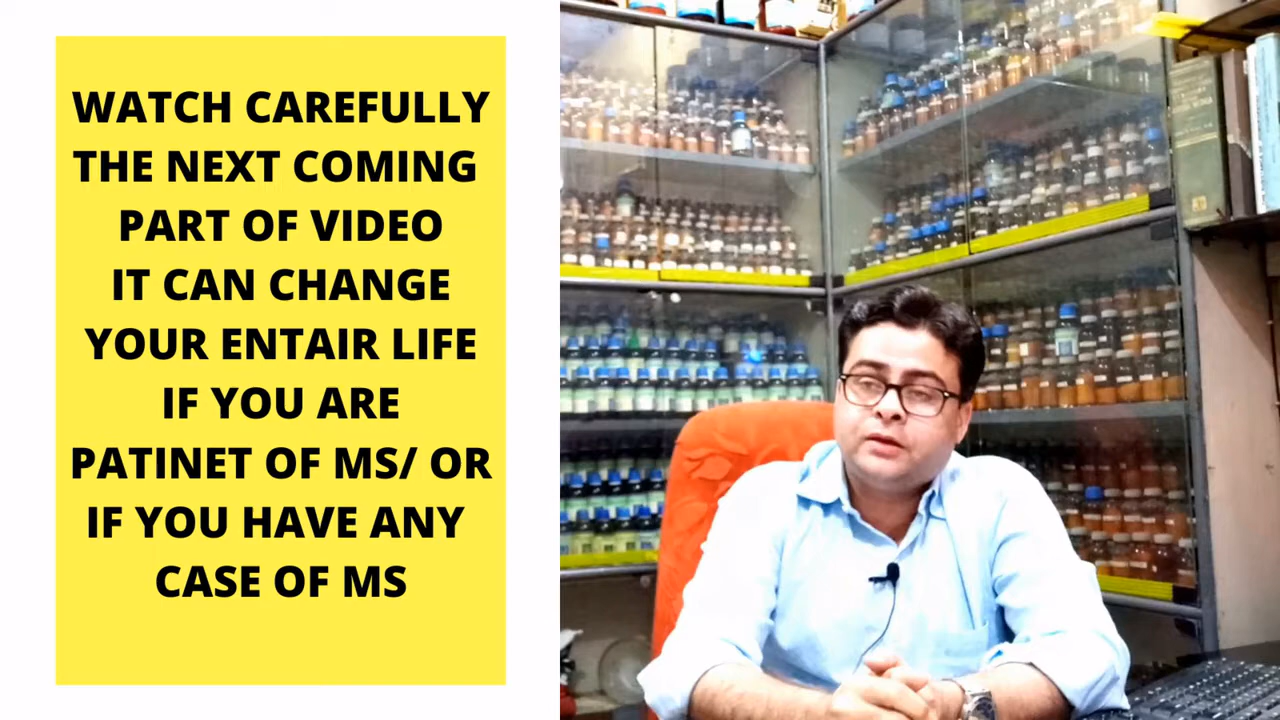 WATCH CAREFULLY
THE NEXT COMING
PART OF VIDEO
IT CAN CHANGE
YOUR ENTAIR LIFE
IF YOU ARE
PATINET OF MS/ OR
IF YOU HAVE ANY
CASE OF MS